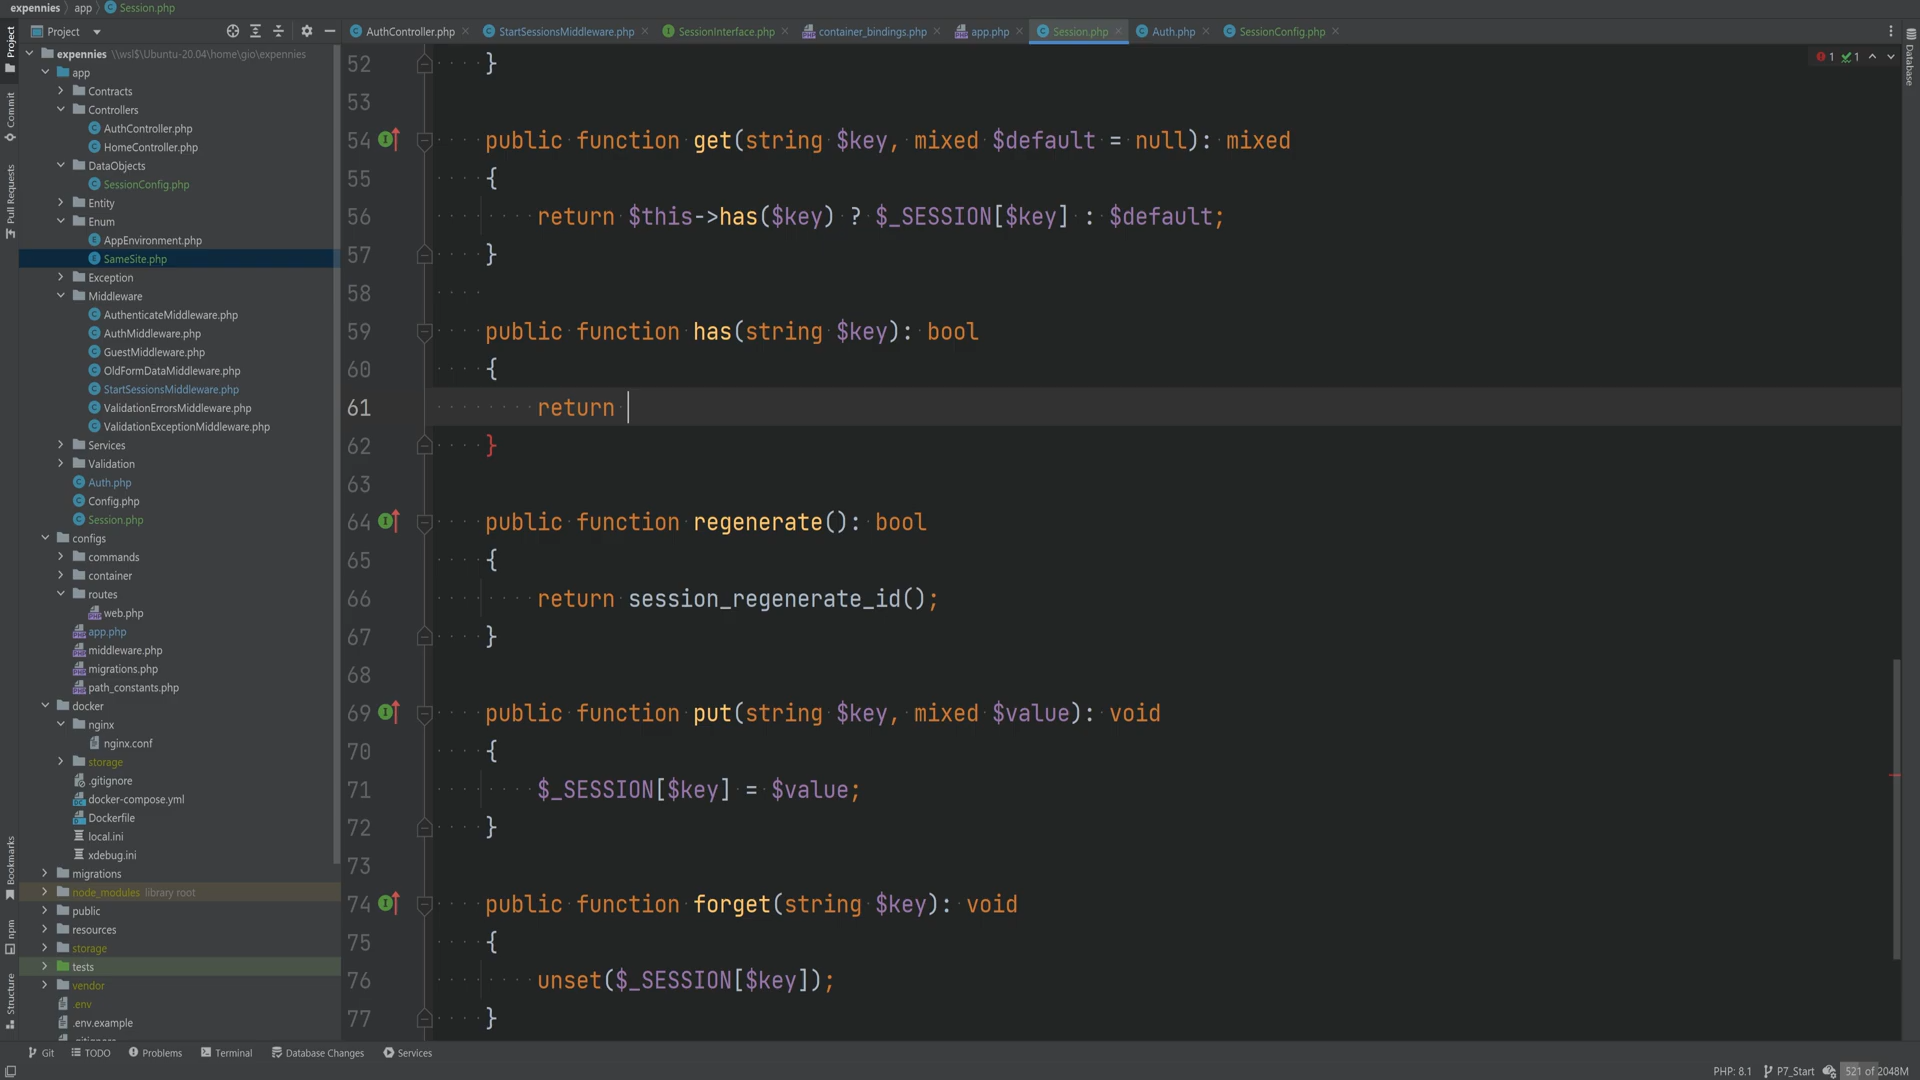 expennies app Session.php
Project
AuthController.php StartSessionsMiddleware.php SessionInterface.php container_bindings.php app.php Session.php Auth.php SessionConfig.php
Project
Commit
Pull Requests
Bookmarks
npm
Structure
Database
expennies \\wsl$\Ubuntu-20.04\home\gio\expennies
app
Contracts
Controllers
AuthController.php
HomeController.php
DataObjects
SessionConfig.php
Entity
Enum
AppEnvironment.php
SameSite.php
Exception
Middleware
AuthenticateMiddleware.php
AuthMiddleware.php
GuestMiddleware.php
OldFormDataMiddleware.php
StartSessionsMiddleware.php
ValidationErrorsMiddleware.php
ValidationExceptionMiddleware.php
Services
Validation
Auth.php
Config.php
Session.php
configs
commands
container
routes
web.php
app.php
middleware.php
migrations.php
path_constants.php
docker
nginx
nginx.conf
storage
.gitignore
docker-compose.yml
Dockerfile
local.ini
xdebug.ini
migrations
node_modules library root
public
resources
storage
tests
vendor
.env
.env.example
1 1
52 }
53
54 public function get(string $key, mixed $default = null): mixed
55 {
56 return $this->has($key) ? $_SESSION[$key] : $default;
57 }
58
59 public function has(string $key): bool
60 {
61 return
62 }
63
64 public function regenerate(): bool
65 {
66 return session_regenerate_id();
67 }
68
69 public function put(string $key, mixed $value): void
70 {
71 $_SESSION[$key] = $value;
72 }
73
74 public function forget(string $key): void
75 {
76 unset($_SESSION[$key]);
77 }
Git TODO Problems Terminal Database Changes Services
PHP: 8.1 P7_Start 521 of 2048M